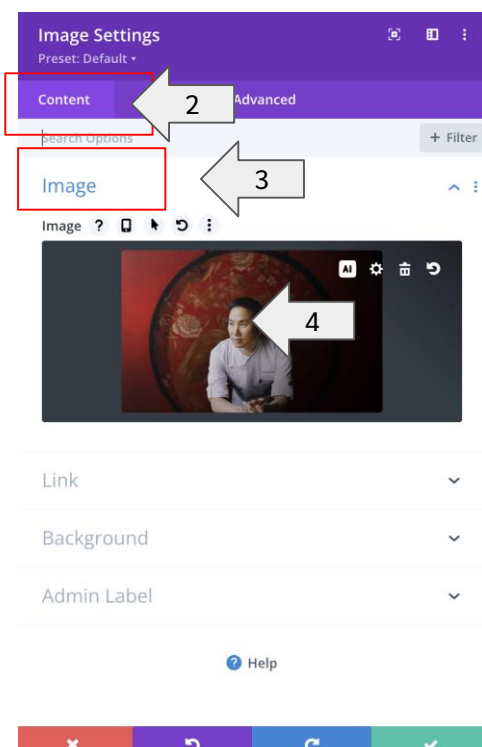 Image Settings
Preset: Default
Content
2
Advanced
Search Options
+ Filter
Image
3
Image ?
AI
4
Link
Background
Admin Label
? Help